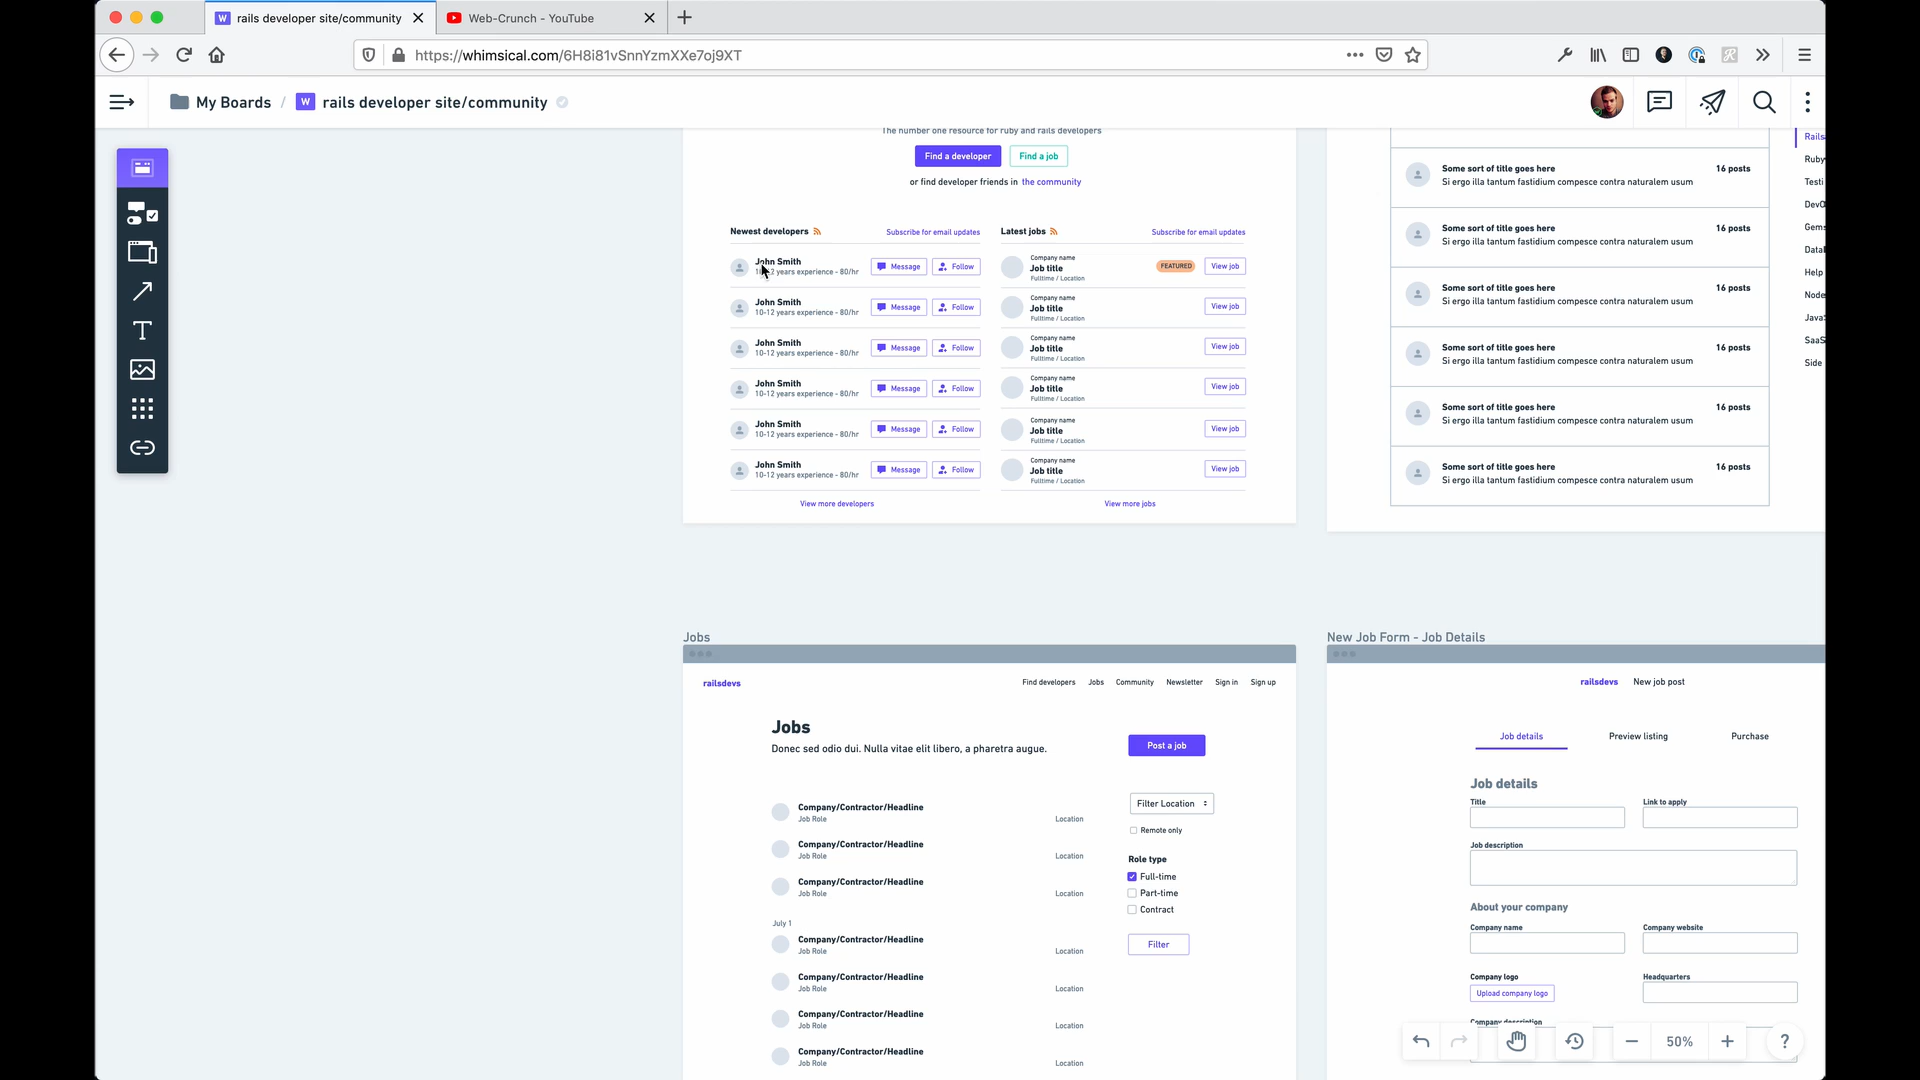 rails developer site/community
Web-Crunch - YouTube
https://whimsical.com/6H8i81vSnnYzmXXe7oj9XT
My Boards / W rails developer site/community
The number one resource for ruby and rails developers
Find a developer
Find a job
or find developer friends in the community
Newest developers
Subscribe for email updates
John Smith
10-12 years experience - 80/hr
Message
Follow
John Smith
10-12 years experience - 80/hr
Message
Follow
John Smith
10-12 years experience - 80/hr
Message
Follow
John Smith
10-12 years experience - 80/hr
Message
Follow
John Smith
10-12 years experience - 80/hr
Message
Follow
John Smith
10-12 years experience - 80/hr
Message
Follow
View more developers
Latest jobs
Subscribe for email updates
Company name
Job title
Fulltime / Location
FEATURED
View job
Company name
Job title
Fulltime / Location
View job
Company name
Job title
Fulltime / Location
View job
Company name
Job title
Fulltime / Location
View job
Company name
Job title
Fulltime / Location
View job
Company name
Job title
Fulltime / Location
View job
View more jobs
Some sort of title goes here
16 posts
Si ergo illa tantum fastidium compesce contra naturalem usum
Some sort of title goes here
16 posts
Si ergo illa tantum fastidium compesce contra naturalem usum
Some sort of title goes here
16 posts
Si ergo illa tantum fastidium compesce contra naturalem usum
Some sort of title goes here
16 posts
Si ergo illa tantum fastidium compesce contra naturalem usum
Some sort of title goes here
16 posts
Si ergo illa tantum fastidium compesce contra naturalem usum
Some sort of title goes here
16 posts
Si ergo illa tantum fastidium compesce contra naturalem usum
Rails
Ruby
Testi
DevO
Gems
Datal
Help
Node
Java
SaaS
Side
Jobs
railsdevs
Find developers
Jobs
Community
Newsletter
Sign in
Sign up
Jobs
Donec sed odio dui. Nulla vitae elit libero, a pharetra augue.
Post a job
Company/Contractor/Headline
Job Role
Location
Company/Contractor/Headline
Job Role
Location
Company/Contractor/Headline
Job Role
Location
July 1
Company/Contractor/Headline
Job Role
Location
Company/Contractor/Headline
Job Role
Location
Company/Contractor/Headline
Job Role
Location
Company/Contractor/Headline
Job Role
Location
Filter Location
Remote only
Role type
Full-time
Part-time
Contract
Filter
New Job Form - Job Details
railsdevs
New job post
Job details
Preview listing
Purchase
Job details
Title
Link to apply
Job description
About your company
Company name
Company website
Company logo
Headquarters
Upload company logo
Company description
50%
?